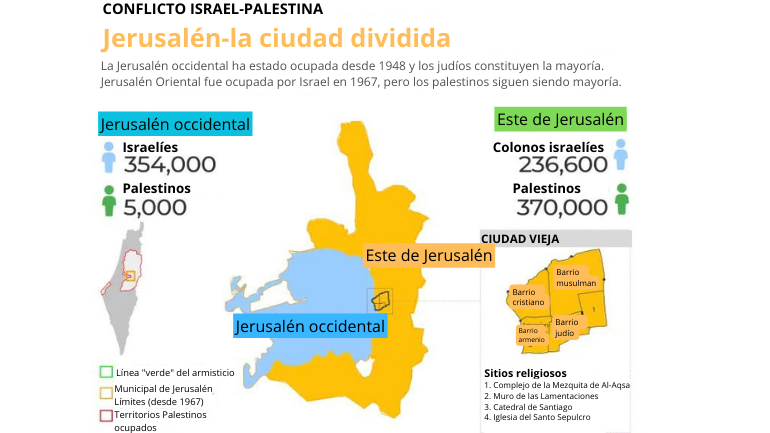 CONFLICTO ISRAEL-PALESTINA
Jerusalén-la ciudad dividida
La Jerusalén occidental ha estado ocupada desde 1948 y los judíos constituyen la mayoría.
Jerusalén Oriental fue ocupada por Israel en 1967, pero los palestinos siguen siendo mayoría.
Jerusalén occidental
Israelíes
354,000
Palestinos
5,000
Este de Jerusalén
Colonos israelíes
236,600
Palestinos
370,000
Este de Jerusalén
Jerusalén occidental
CIUDAD VIEJA
Barrio
musulman
Barrio
cristiano
Barrio
judío
Barrio
armenio
1
Sitios religiosos
1. Complejo de la Mezquita de Al-Aqsa
2. Muro de las Lamentaciones
3. Catedral de Santiago
4. Iglesia del Santo Sepulcro
Línea "verde" del armisticio
Municipal de Jerusalén
Límites (desde 1967)
Territorios Palestinos
ocupados